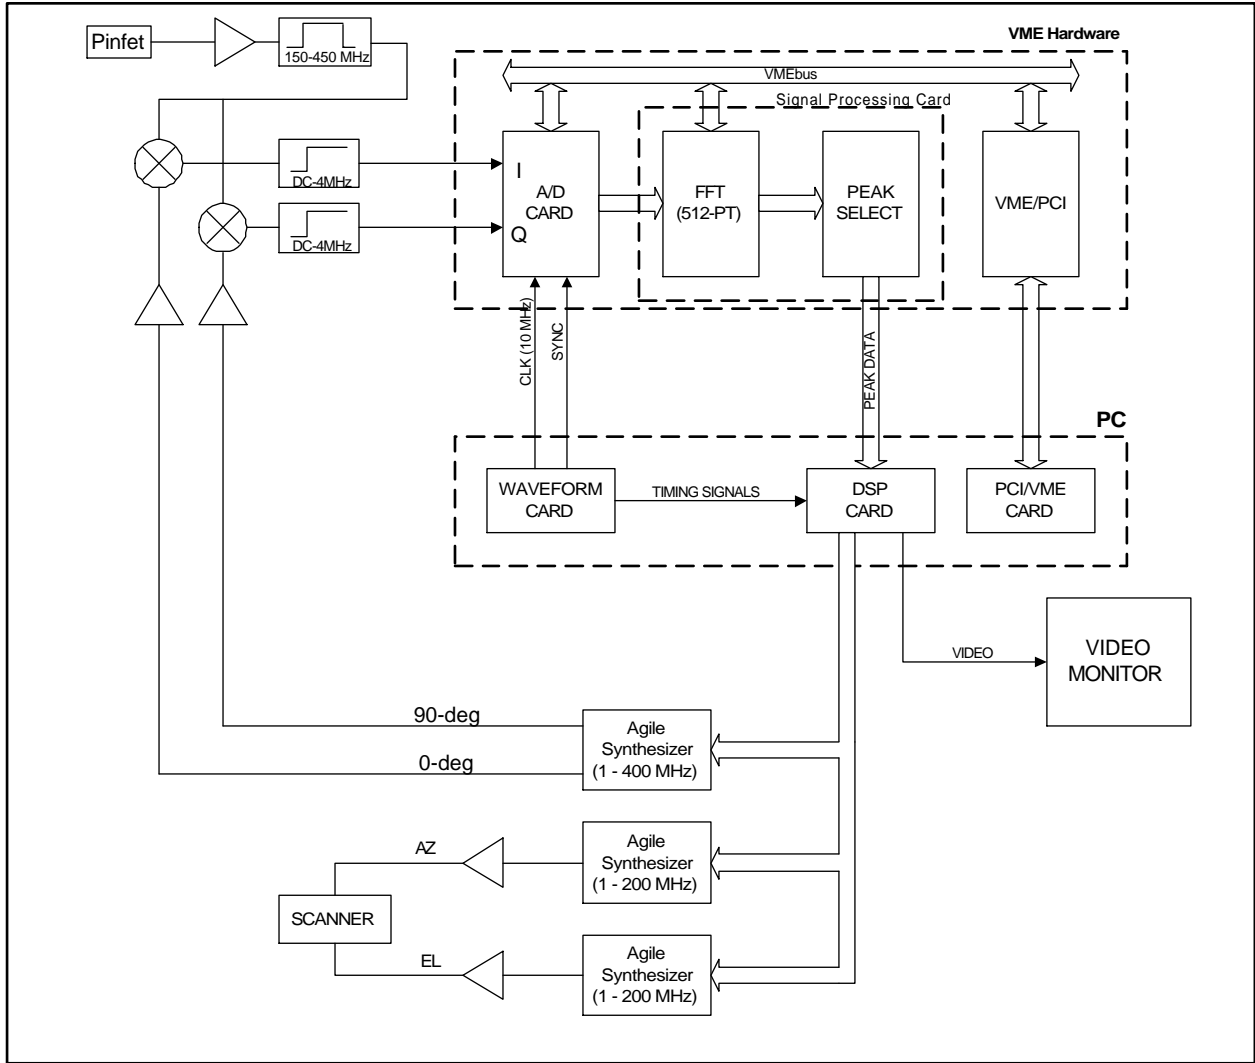 Pinfet
150-450 MHz
VME Hardware
VMEbus
Signal Processing Card
I
Q
A/D
CARD
FFT
(512-PT)
PEAK
SELECT
VME/PCI
DC-4MHz
DC-4MHz
CLK (10 MHz)
SYNC
PEAK DATA
PC
WAVEFORM
CARD
TIMING SIGNALS
DSP
CARD
PCI/VME
CARD
VIDEO
VIDEO
MONITOR
90-deg
0-deg
Agile
Synthesizer
(1 - 400 MHz)
AZ
Agile
Synthesizer
(1 - 200 MHz)
SCANNER
EL
Agile
Synthesizer
(1 - 200 MHz)